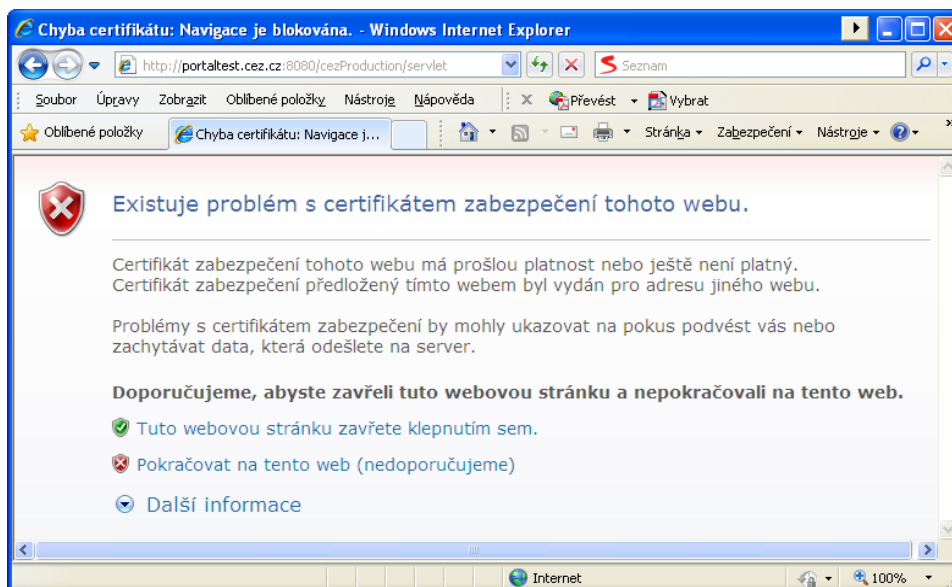 Chyba certifikátu: Navigace je blokována. - Windows Internet Explorer
http://portaltest.cez.cz:8080/cezProduction/servlet
Seznam
Soubor Úpravy Zobrazit Oblíbené položky Nástroje Nápověda x Převést Vybrat
Oblíbené položky Chyba certifikátu: Navigace j... Stránka Zabezpečení Nástroje »
Existuje problém s certifikátem zabezpečení tohoto webu.
Certifikát zabezpečení tohoto webu má prošlou platnost nebo ještě není platný.
Certifikát zabezpečení předložený tímto webem byl vydán pro adresu jiného webu.
Problémy s certifikátem zabezpečení by mohly ukazovat na pokus podvést vás nebo
zachytávat data, která odešlete na server.
Doporučujeme, abyste zavřeli tuto webovou stránku a nepokračovali na tento web.
Tuto webovou stránku zavřete klepnutím sem.
Pokračovat na tento web (nedoporučujeme)
Další informace
Internet 100%